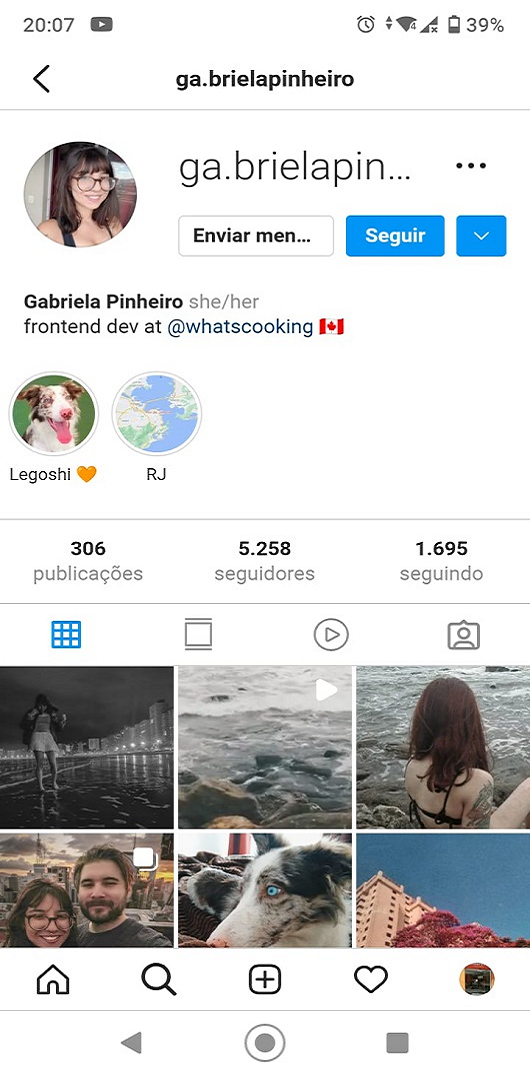 20:07 39%
ga.brielapinheiro
ga.brielapin...
Enviar men... Seguir
Gabriela Pinheiro she/her
frontend dev at @whatscooking 🇨🇦
Legoshi 🧡 RJ
306 5.258 1.695
publicações seguidores seguindo